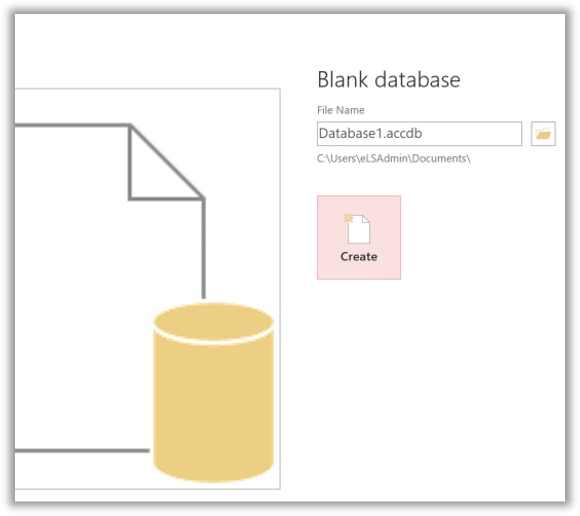 Blank database
File Name
Database1.accdb
C:\Users\eLSAdmin\Documents\
Create